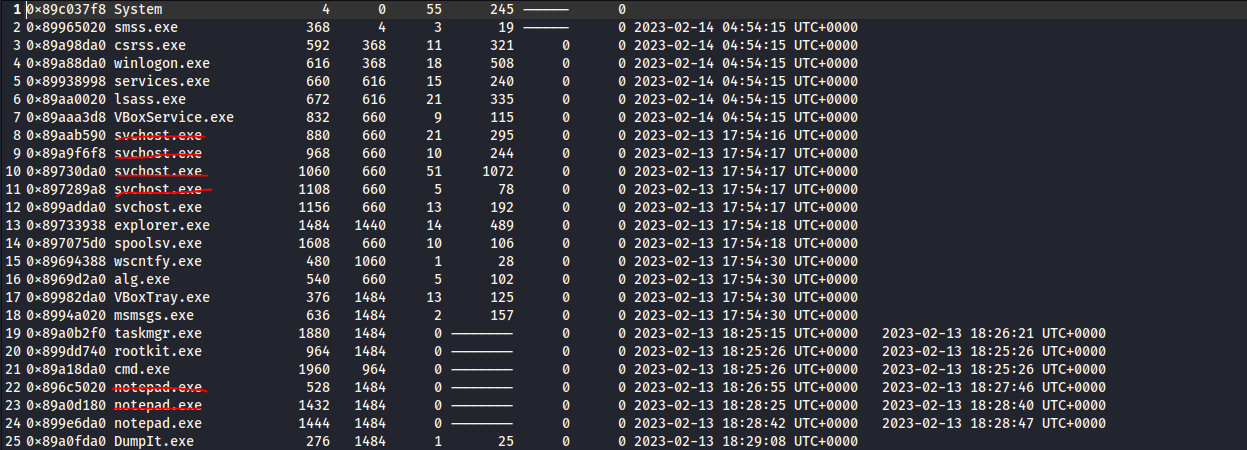 1 0×89c037f8 System 4 0 55 245 ------ 0
2 0×89965020 smss.exe 368 4 3 19 ------ 0 2023-02-14 04:54:15 UTC+0000
3 0×89a98da0 csrss.exe 592 368 11 321 0 0 2023-02-14 04:54:15 UTC+0000
4 0×89a88da0 winlogon.exe 616 368 18 508 0 0 2023-02-14 04:54:15 UTC+0000
5 0×89938998 services.exe 660 616 15 240 0 0 2023-02-14 04:54:15 UTC+0000
6 0×89aa0020 lsass.exe 672 616 21 335 0 0 2023-02-14 04:54:15 UTC+0000
7 0×89aaa3d8 VBoxService.exe 832 660 9 115 0 0 2023-02-14 04:54:15 UTC+0000
8 0×89aab590 svchost.exe 880 660 21 295 0 0 2023-02-13 17:54:16 UTC+0000
9 0×89a9f6f8 svchost.exe 968 660 10 244 0 0 2023-02-13 17:54:17 UTC+0000
10 0×89730da0 svchost.exe 1060 660 51 1072 0 0 2023-02-13 17:54:17 UTC+0000
11 0×897289a8 svchost.exe 1108 660 5 78 0 0 2023-02-13 17:54:17 UTC+0000
12 0×899adda0 svchost.exe 1156 660 13 192 0 0 2023-02-13 17:54:17 UTC+0000
13 0×89733938 explorer.exe 1484 1440 14 489 0 0 2023-02-13 17:54:18 UTC+0000
14 0×897075d0 spoolsv.exe 1608 660 10 106 0 0 2023-02-13 17:54:18 UTC+0000
15 0×89694388 wscntfy.exe 480 1060 1 28 0 0 2023-02-13 17:54:30 UTC+0000
16 0×8969d2a0 alg.exe 540 660 5 102 0 0 2023-02-13 17:54:30 UTC+0000
17 0×89982da0 VBoxTray.exe 376 1484 13 125 0 0 2023-02-13 17:54:30 UTC+0000
18 0×8994a020 msmsgs.exe 636 1484 2 157 0 0 2023-02-13 17:54:30 UTC+0000
19 0×89a0b2f0 taskmgr.exe 1880 1484 0 -------- 0 0 2023-02-13 18:25:15 UTC+0000 2023-02-13 18:26:21 UTC+0000
20 0×899dd740 rootkit.exe 964 1484 0 -------- 0 0 2023-02-13 18:25:26 UTC+0000 2023-02-13 18:25:26 UTC+0000
21 0×89a18da0 cmd.exe 1960 964 0 -------- 0 0 2023-02-13 18:25:26 UTC+0000 2023-02-13 18:25:26 UTC+0000
22 0×896c5020 notepad.exe 528 1484 0 -------- 0 0 2023-02-13 18:26:55 UTC+0000 2023-02-13 18:27:46 UTC+0000
23 0×89a0d180 notepad.exe 1432 1484 0 -------- 0 0 2023-02-13 18:28:25 UTC+0000 2023-02-13 18:28:40 UTC+0000
24 0×899e6da0 notepad.exe 1444 1484 0 -------- 0 0 2023-02-13 18:28:42 UTC+0000 2023-02-13 18:28:47 UTC+0000
25 0×89a0fda0 DumpIt.exe 276 1484 1 25 0 0 2023-02-13 18:29:08 UTC+0000